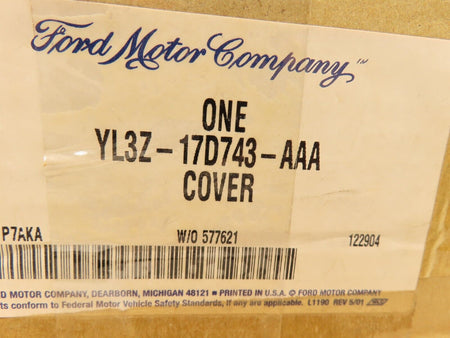 Ford Motor Company™
ONE
YL3Z-17D743-AAA
COVER
P7AKA W/O 577621 122904
D MOTOR COMPANY, DEARBORN, MICHIGAN 48121 ■ PRINTED IN U.S.A. © FORD MOTOR COMPANY
ts conform to Federal Motor Vehicle Safety Standards, if any are applicable. L1190 REV 5/01